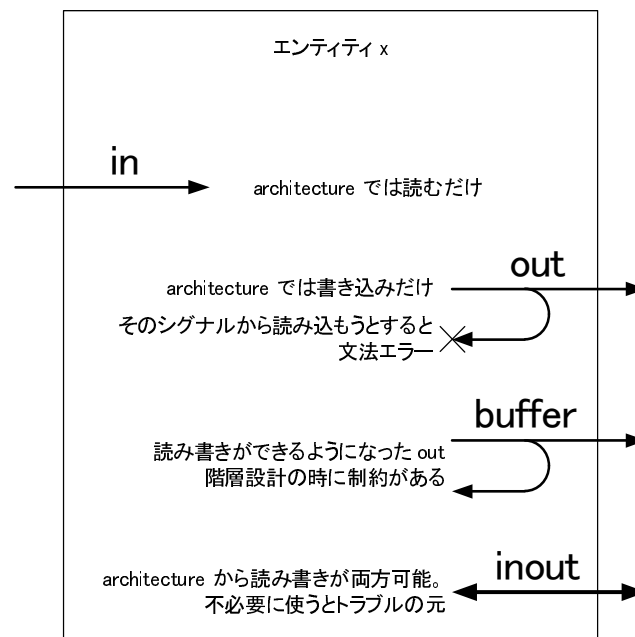 エンティティ x
in
architecture では読むだけ
out
architecture では書き込みだけ
そのシグナルから読み込もうとすると
文法エラー
buffer
読み書きができるようになった out
階層設計の時に制約がある
inout
architecture から読み書きが両方可能。
不必要に使うとトラブルの元